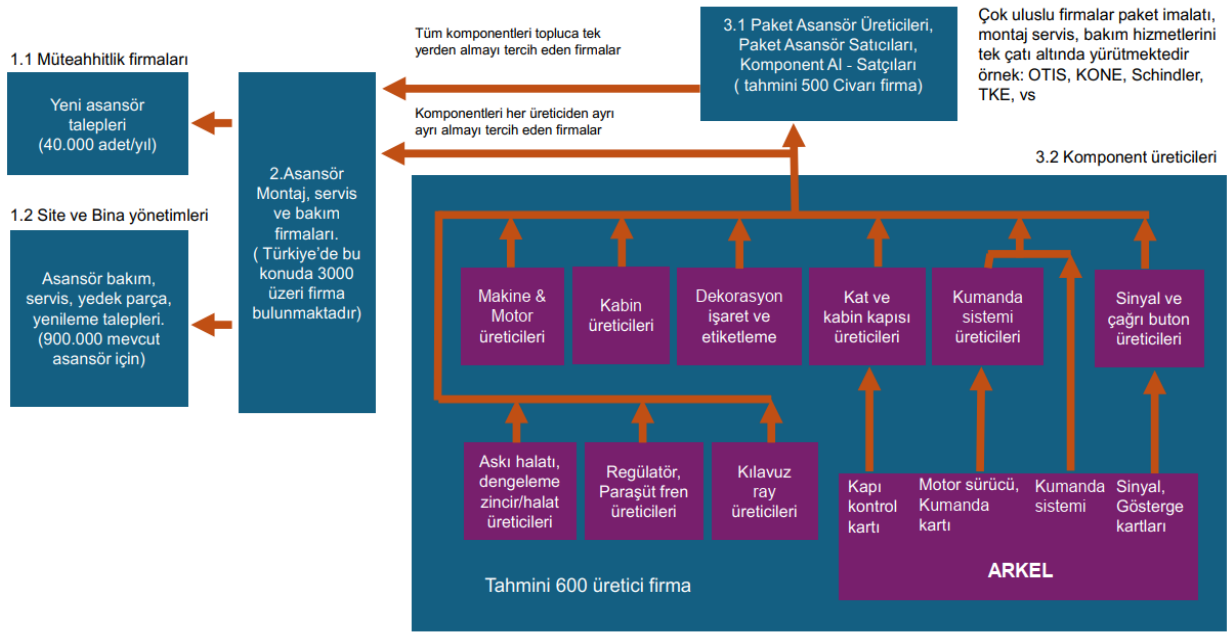 1.1 Müteahhitlik firmaları
Yeni asansör
talepleri
(40.000 adet/yıl)
1.2 Site ve Bina yönetimleri
Asansör bakım,
servis, yedek parça,
yenileme talepleri.
(900.000 mevcut
asansör için)
2.Asansör
Montaj, servis
ve bakım
firmaları.
( Türkiye’de bu
konuda 3000
üzeri firma
bulunmaktadır)
Tüm komponentleri topluca tek
yerden almayı tercih eden firmalar
Komponentleri her üreticiden ayrı
ayrı almayı tercih eden firmalar
3.1 Paket Asansör Üreticileri,
Paket Asansör Satıcıları,
Komponent Al - Satçıları
( tahmini 500 Civarı firma)
Çok uluslu firmalar paket imalatı,
montaj servis, bakım hizmetlerini
tek çatı altında yürütmektedir
örnek: OTIS, KONE, Schindler,
TKE, vs
3.2 Komponent üreticileri
Makine &
Motor
üreticileri
Kabin
üreticileri
Dekorasyon
işaret ve
etiketleme
Kat ve
kabin kapısı
üreticileri
Kumanda
sistemi
üreticileri
Sinyal ve
çağrı buton
üreticileri
Askı halatı,
dengeleme
zincir/halat
üreticileri
Regülatör,
Paraşüt fren
üreticileri
Kılavuz
ray
üreticileri
Kapı
kontrol
kartı
Motor sürücü,
Kumanda
kartı
Kumanda
sistemi
Sinyal,
Gösterge
kartları
ARKEL
Tahmini 600 üretici firma